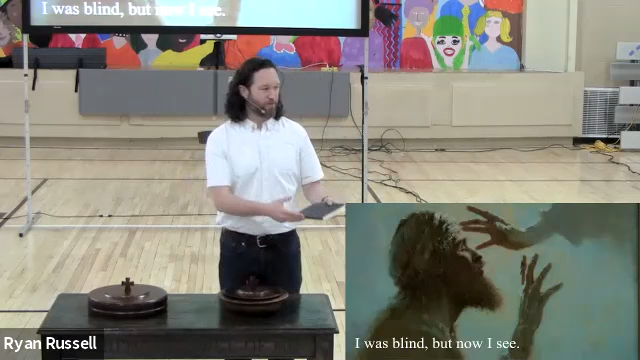 I was blind, but now I see.
Ryan Russell
I was blind, but now I see.